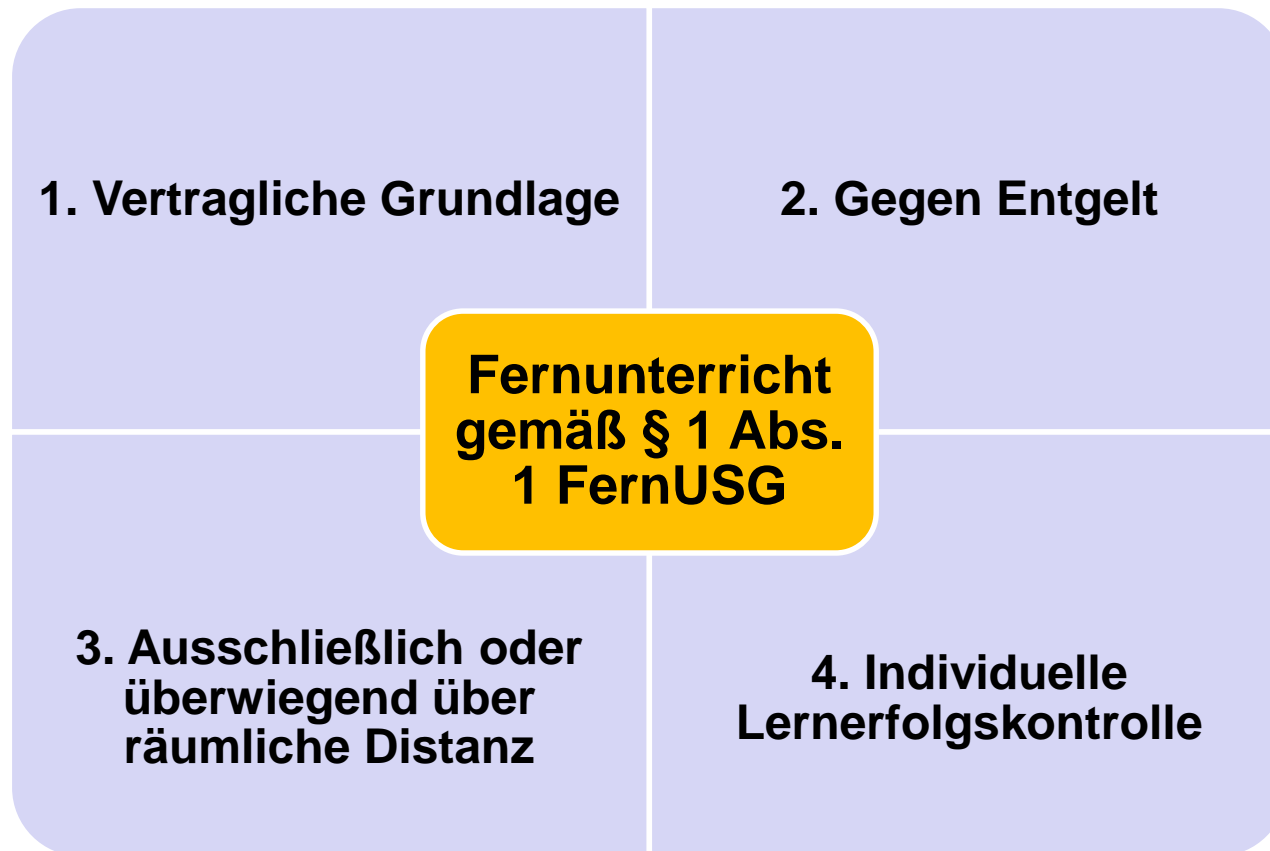 1. Vertragliche Grundlage
2. Gegen Entgelt
Fernunterricht
gemäß § 1 Abs.
1 FernUSG
3. Ausschließlich oder
überwiegend über
räumliche Distanz
4. Individuelle
Lernerfolgskontrolle